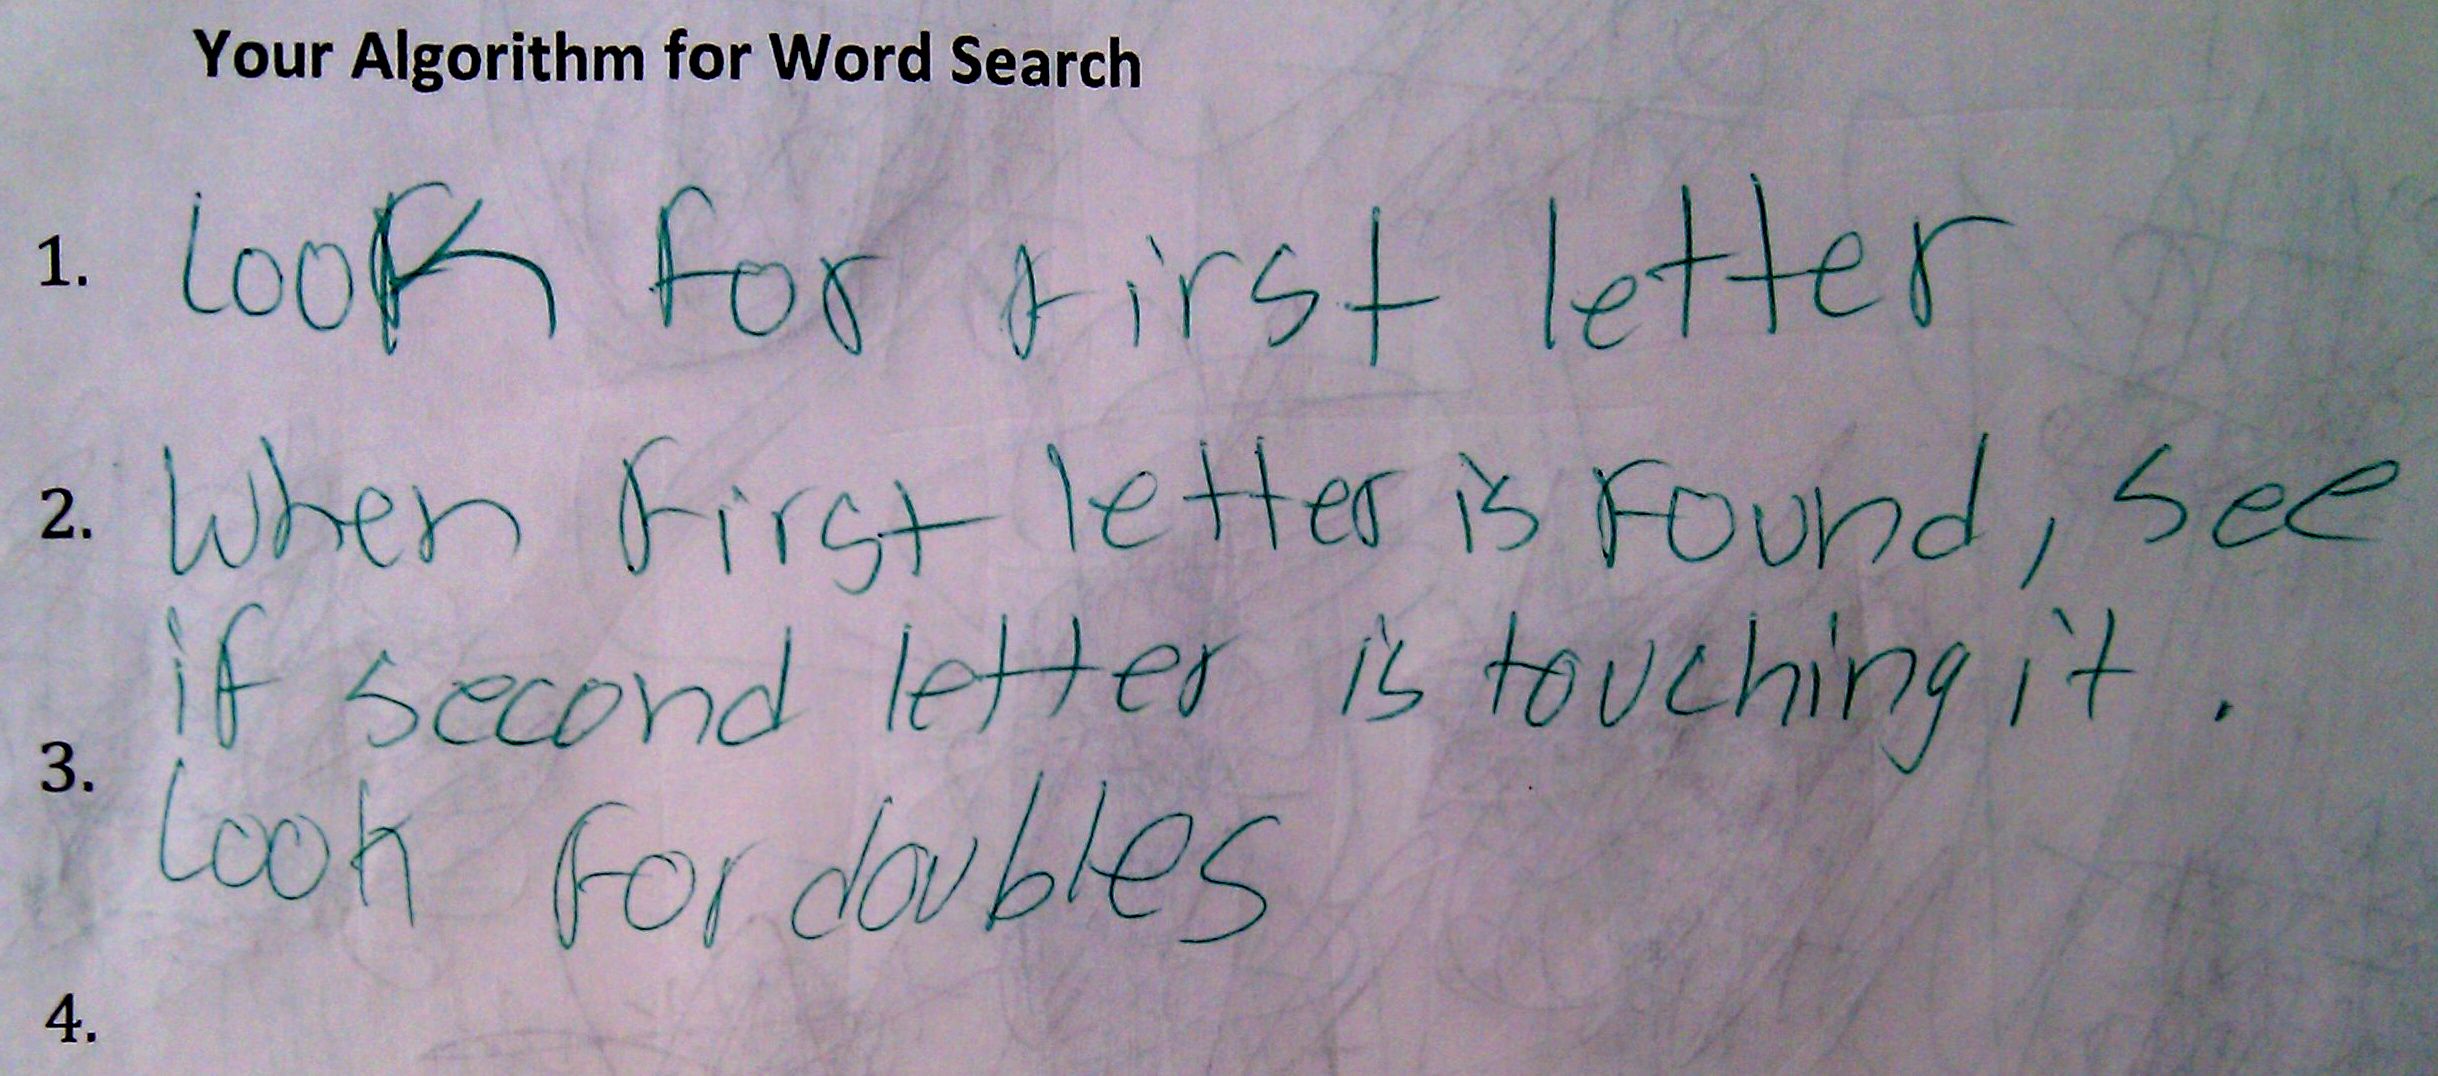 Your Algorithm for Word Search
1. Look for first letter
2. When first letter is found, see
if second letter is touching it.
3. Look for doubles
4.